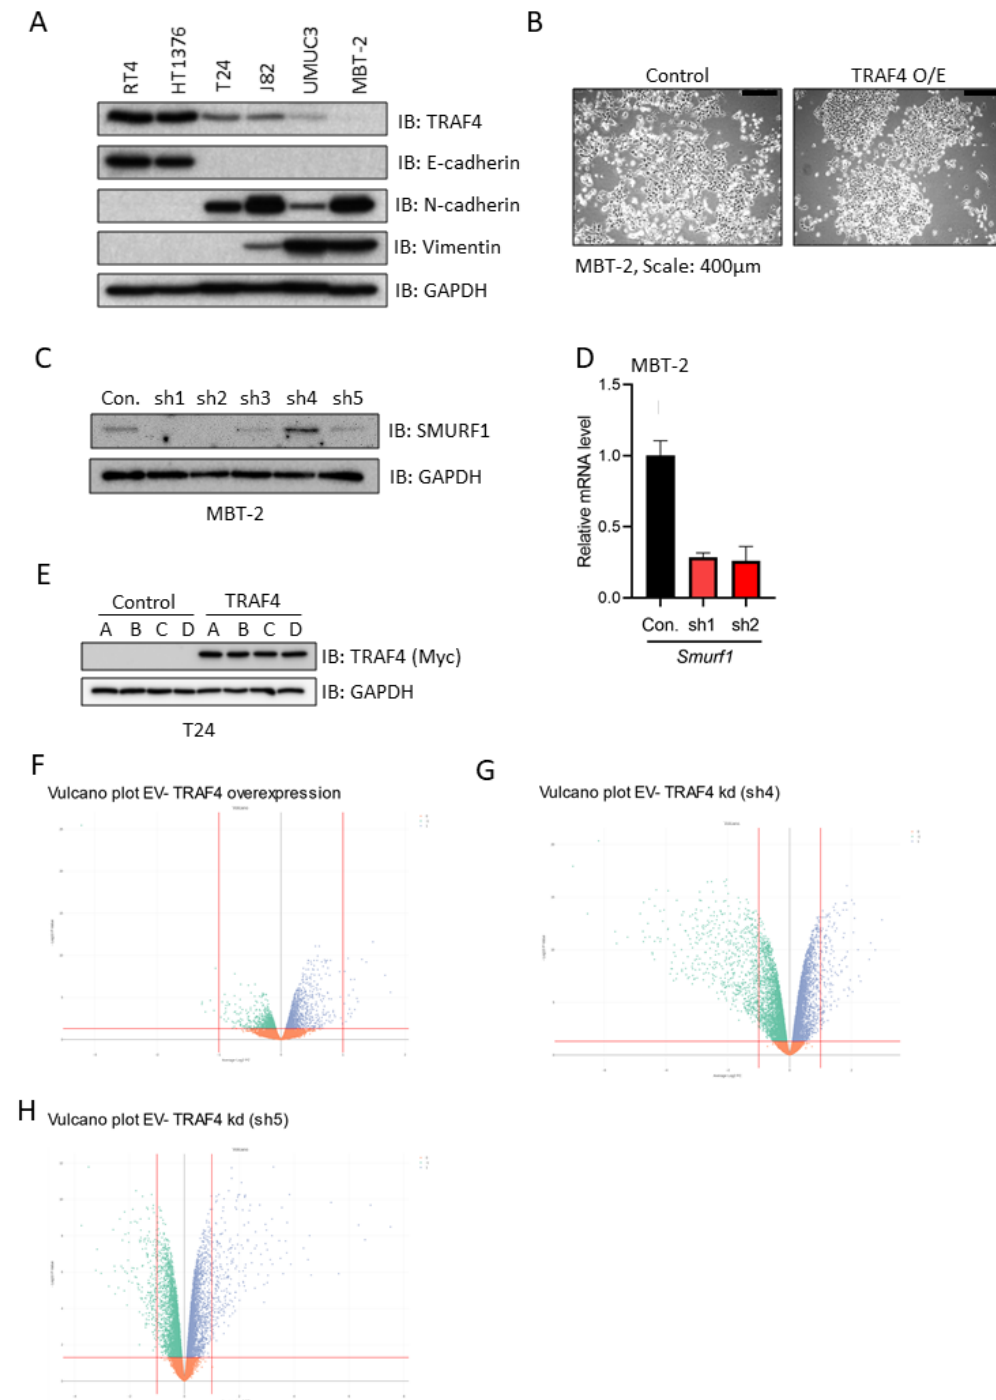 A
RT4 HT1376 T24 J82 UMUC3 MBT-2
IB: TRAF4
IB: E-cadherin
IB: N-cadherin
IB: Vimentin
IB: GAPDH
B
Control TRAF4 O/E
MBT-2, Scale: 400µm
C
Con. sh1 sh2 sh3 sh4 sh5
IB: SMURF1
IB: GAPDH
MBT-2
D
MBT-2
Relative mRNA level
1.5
1.0
0.5
0.0
Con. sh1 sh2
Smurf1
E
Control TRAF4
A B C D A B C D
IB: TRAF4 (Myc)
IB: GAPDH
T24
F
Vulcano plot EV- TRAF4 overexpression
Volcano
G
Vulcano plot EV- TRAF4 kd (sh4)
Volcano
H
Vulcano plot EV- TRAF4 kd (sh5)
Volcano